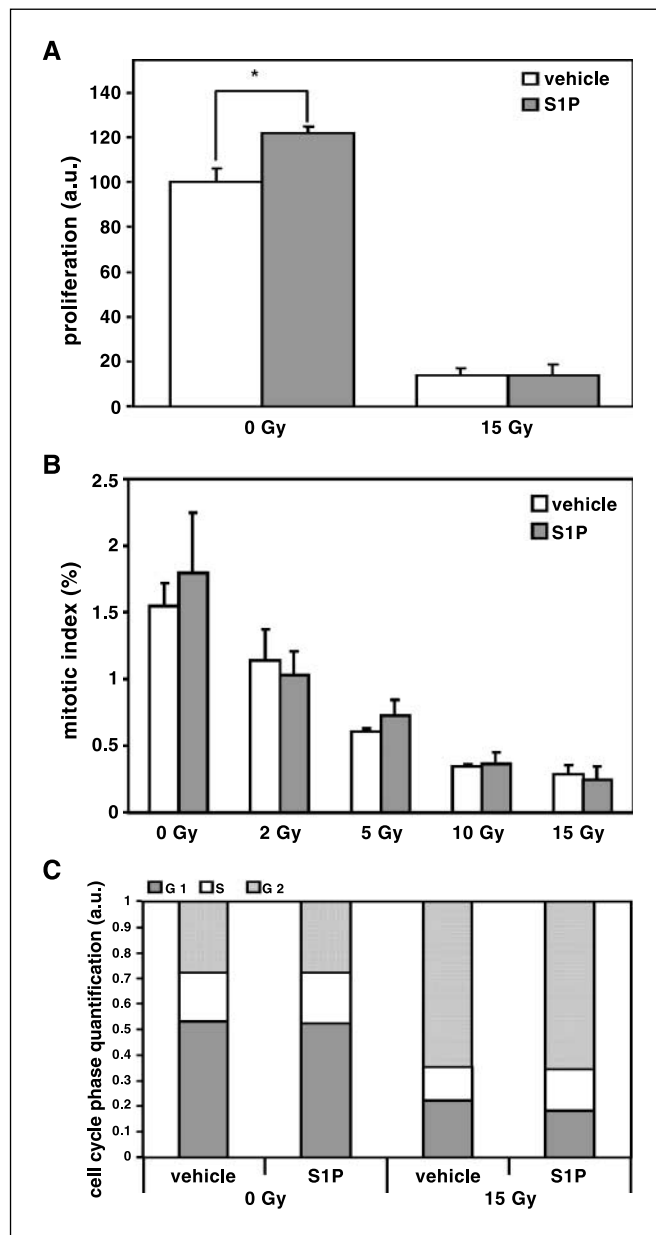 A
*
vehicle
S1P
140
120
100
80
60
40
20
0
proliferation (a.u.)
0 Gy 15 Gy
B
vehicle
S1P
2.5
2
1.5
1
0.5
0
mitotic index (%)
0 Gy 2 Gy 5 Gy 10 Gy 15 Gy
C
G 1 S G 2
1
0.9
0.8
0.7
0.6
0.5
0.4
0.3
0.2
0.1
0
cell cycle phase quantification (a.u.)
vehicle S1P vehicle S1P
0 Gy 15 Gy